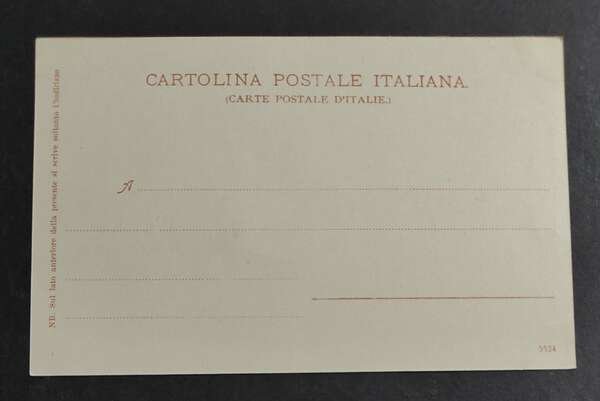 CARTOLINA POSTALE ITALIANA.
(CARTE POSTALE D'ITALIE.)
NB. Sul lato anteriore della presente si scrive soltanto l'indirizzo
A
5524